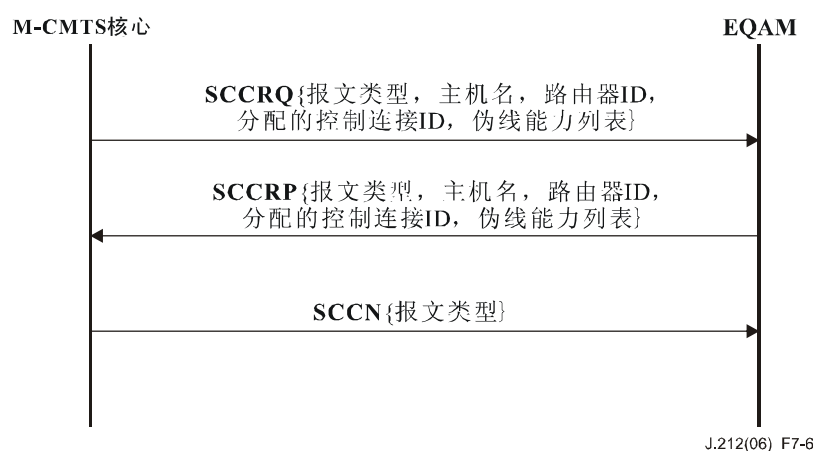 M-CMTS核心
EQAM
SCCRQ{报文类型，主机名，路由器ID，
分配的控制连接ID，伪线能力列表}
SCCRP{报文类型，主机名，路由器ID，
分配的控制连接ID，伪线能力列表}
SCCN{报文类型}
J.212(06) F7-6